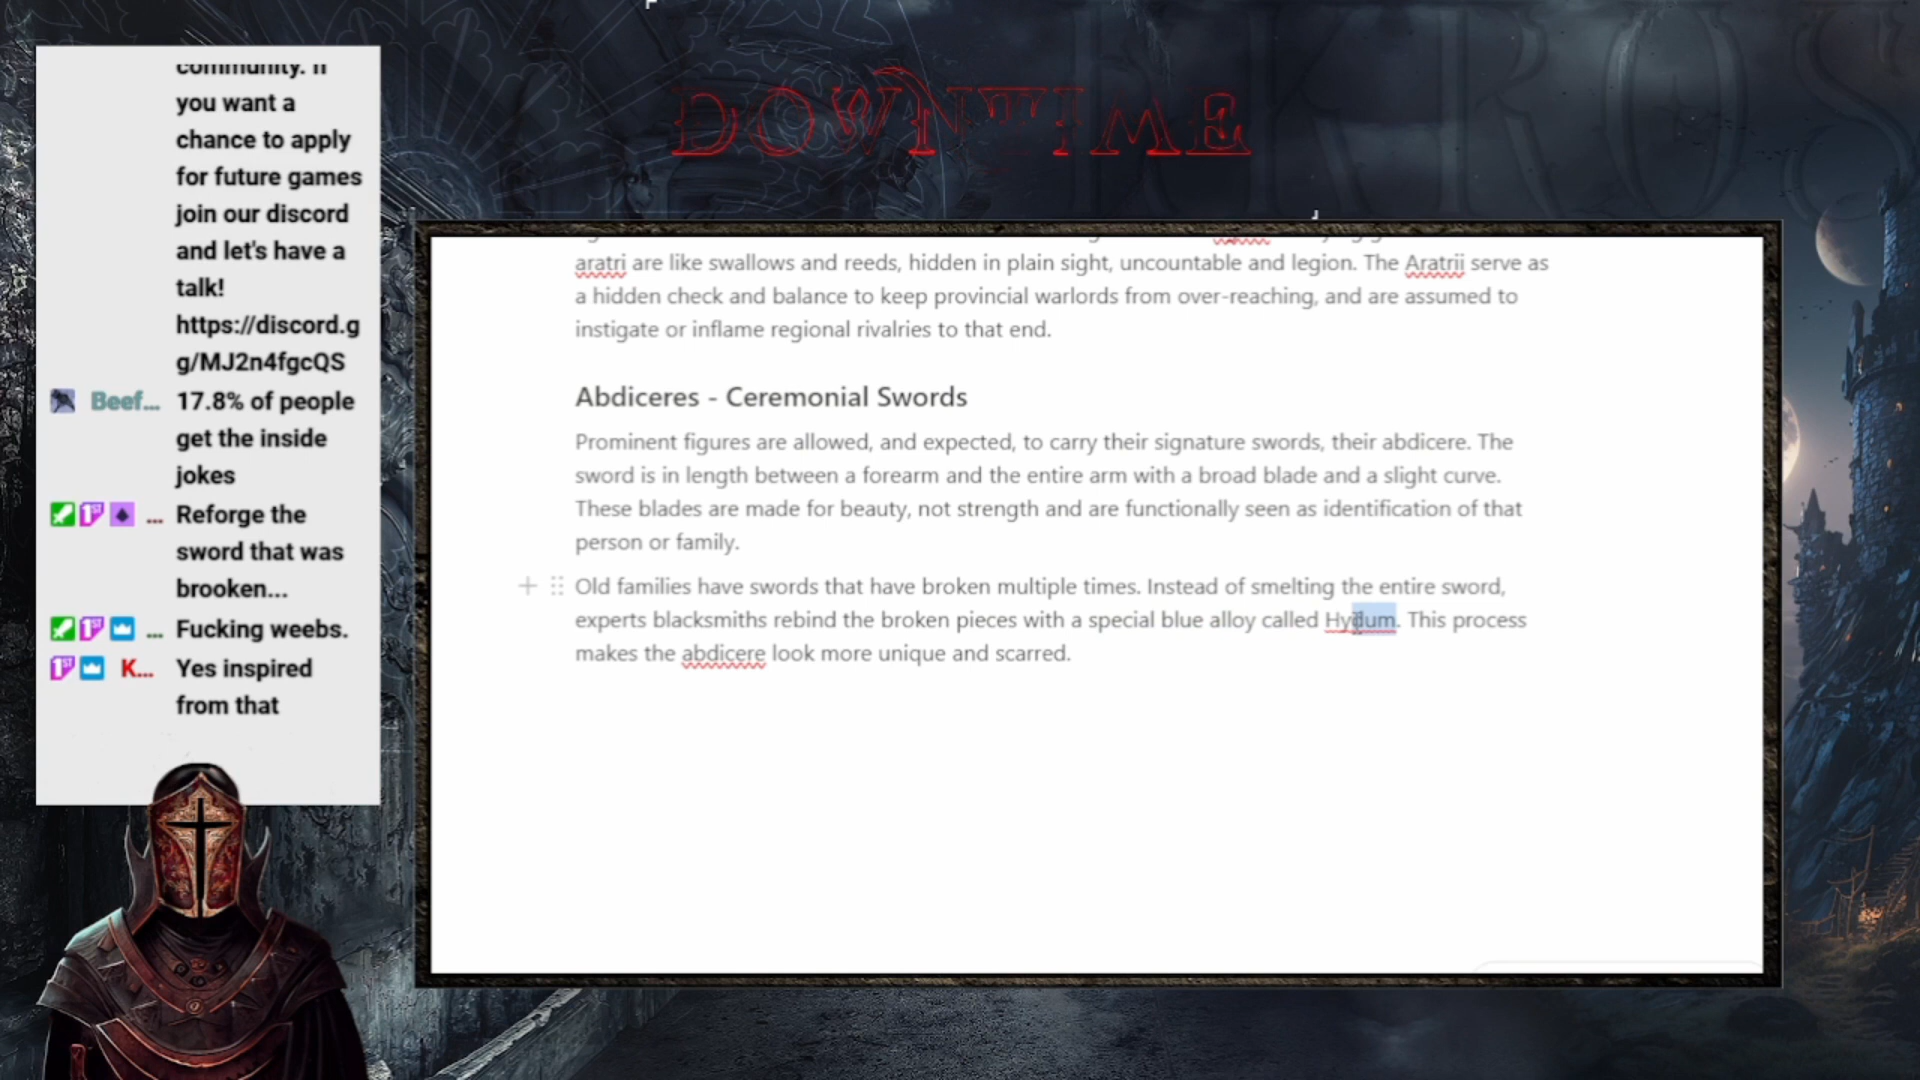 DOWNTIME
community. If
you want a
chance to apply
for future games
join our discord
and let's have a
talk!
https://discord.g
g/MJ2n4fgcQS
Beef... 17.8% of people
get the inside
jokes
... Reforge the
sword that was
brooken...
... Fucking weebs.
K... Yes inspired
from that
aratri are like swallows and reeds, hidden in plain sight, uncountable and legion. The Aratrii serve as
a hidden check and balance to keep provincial warlords from over-reaching, and are assumed to
instigate or inflame regional rivalries to that end.
Abdiceres - Ceremonial Swords
Prominent figures are allowed, and expected, to carry their signature swords, their abdicere. The
sword is in length between a forearm and the entire arm with a broad blade and a slight curve.
These blades are made for beauty, not strength and are functionally seen as identification of that
person or family.
Old families have swords that have broken multiple times. Instead of smelting the entire sword,
experts blacksmiths rebind the broken pieces with a special blue alloy called Hydum. This process
makes the abdicere look more unique and scarred.